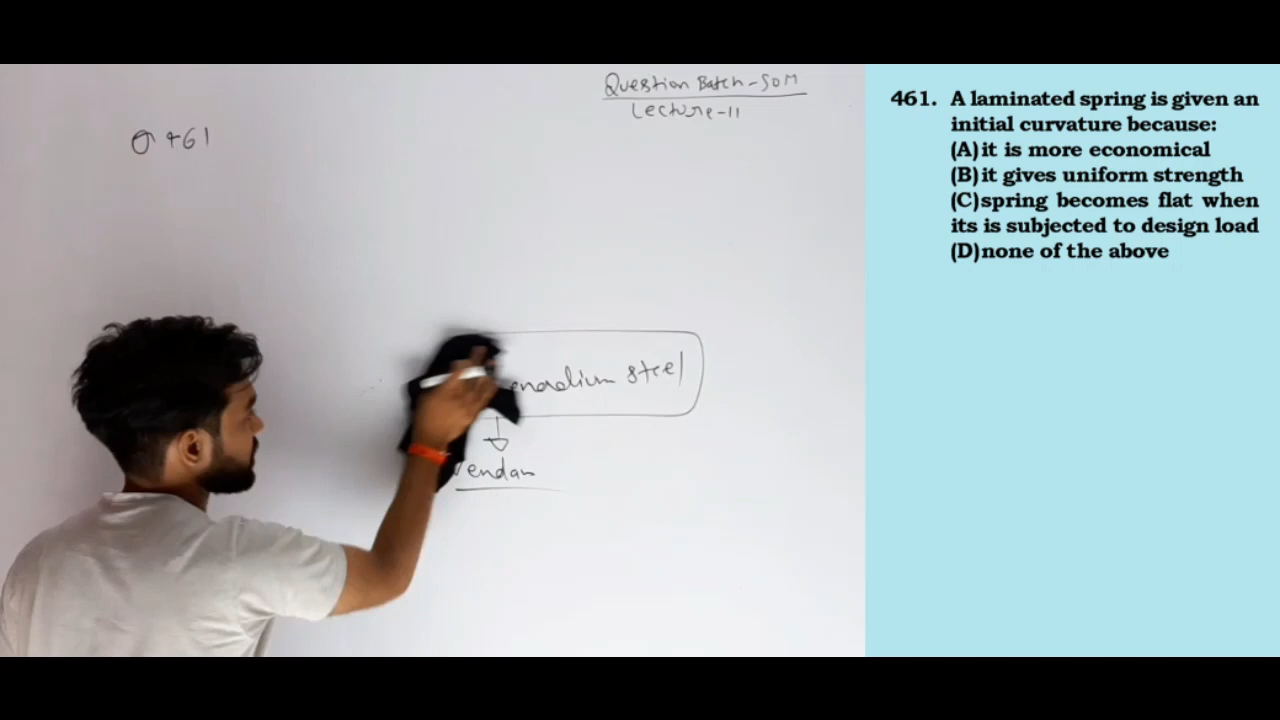 Question Batch-SOM
Lecture-11
461
steel
461. A laminated spring is given an
initial curvature because:
(A)it is more economical
(B)it gives uniform strength
(C)spring becomes flat when
its is subjected to design load
(D)none of the above